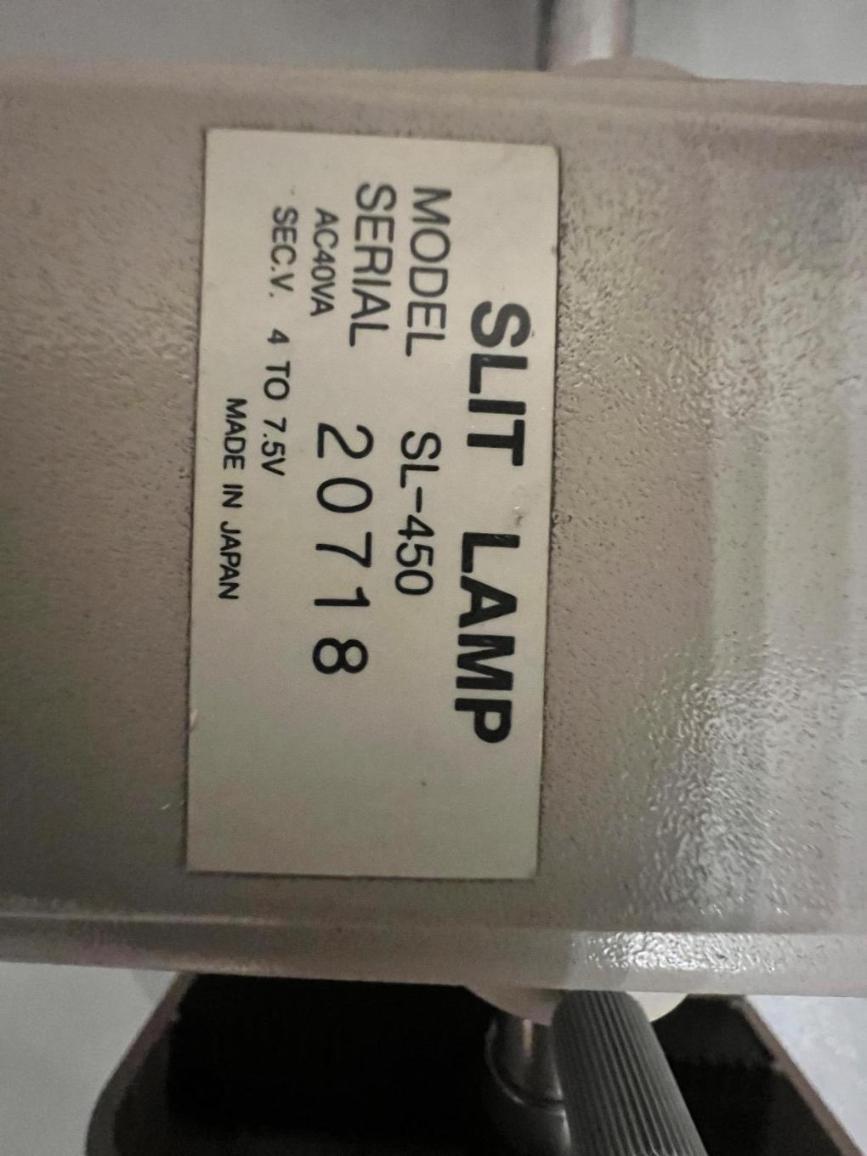 SLIT LAMP
MODEL SL-450
SERIAL 20718
AC40VA
SEC.V. 4 TO 7.5V
MADE IN JAPAN